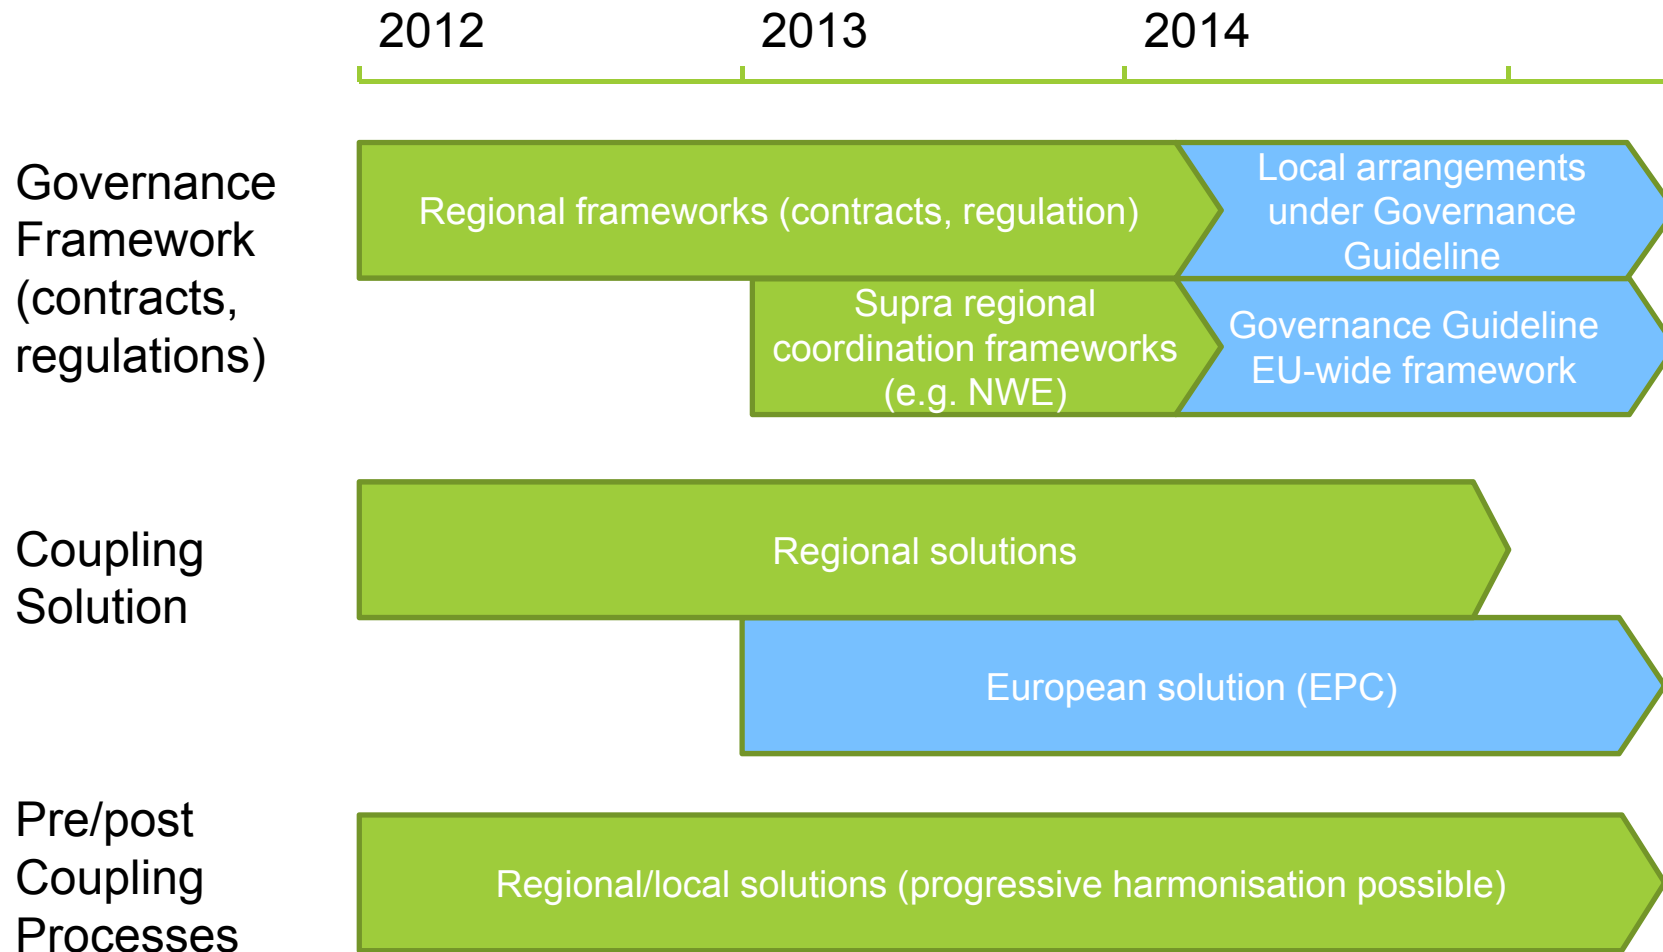 2012 2013 2014
Governance
Framework
(contracts,
regulations)
Regional frameworks (contracts, regulation)
Local arrangements
under Governance
Guideline
Supra regional
coordination frameworks
(e.g. NWE)
Governance Guideline
EU-wide framework
Coupling
Solution
Regional solutions
European solution (EPC)
Pre/post
Coupling
Processes
Regional/local solutions (progressive harmonisation possible)